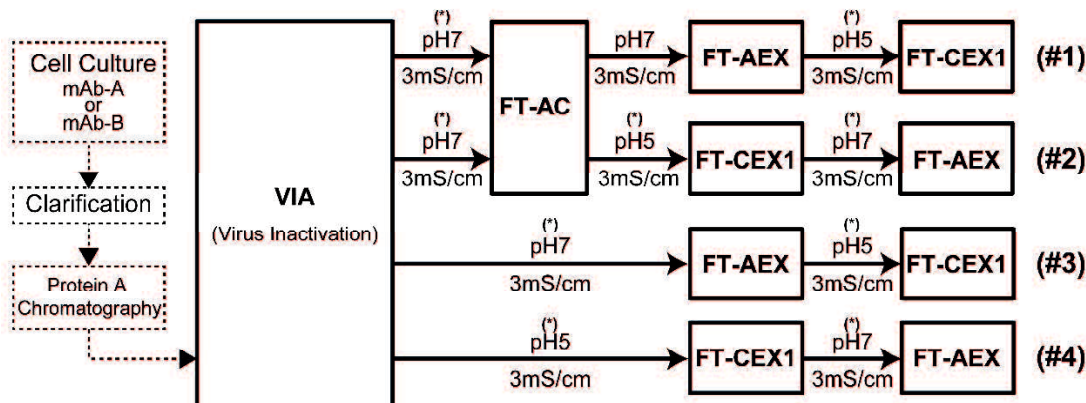 Cell Culture
mAb-A
or
mAb-B
Clarification
Protein A
Chromatography
VIA
(Virus Inactivation)
(*)
pH7
3mS/cm
FT-AC
pH7
3mS/cm
FT-AEX
(*)
pH5
3mS/cm
FT-CEX1
(#1)
(*)
pH7
3mS/cm
(*)
pH5
3mS/cm
FT-CEX1
(*)
pH7
3mS/cm
FT-AEX
(#2)
(*)
pH7
3mS/cm
FT-AEX
(*)
pH5
3mS/cm
FT-CEX1
(#3)
(*)
pH5
3mS/cm
FT-CEX1
(*)
pH7
3mS/cm
FT-AEX
(#4)